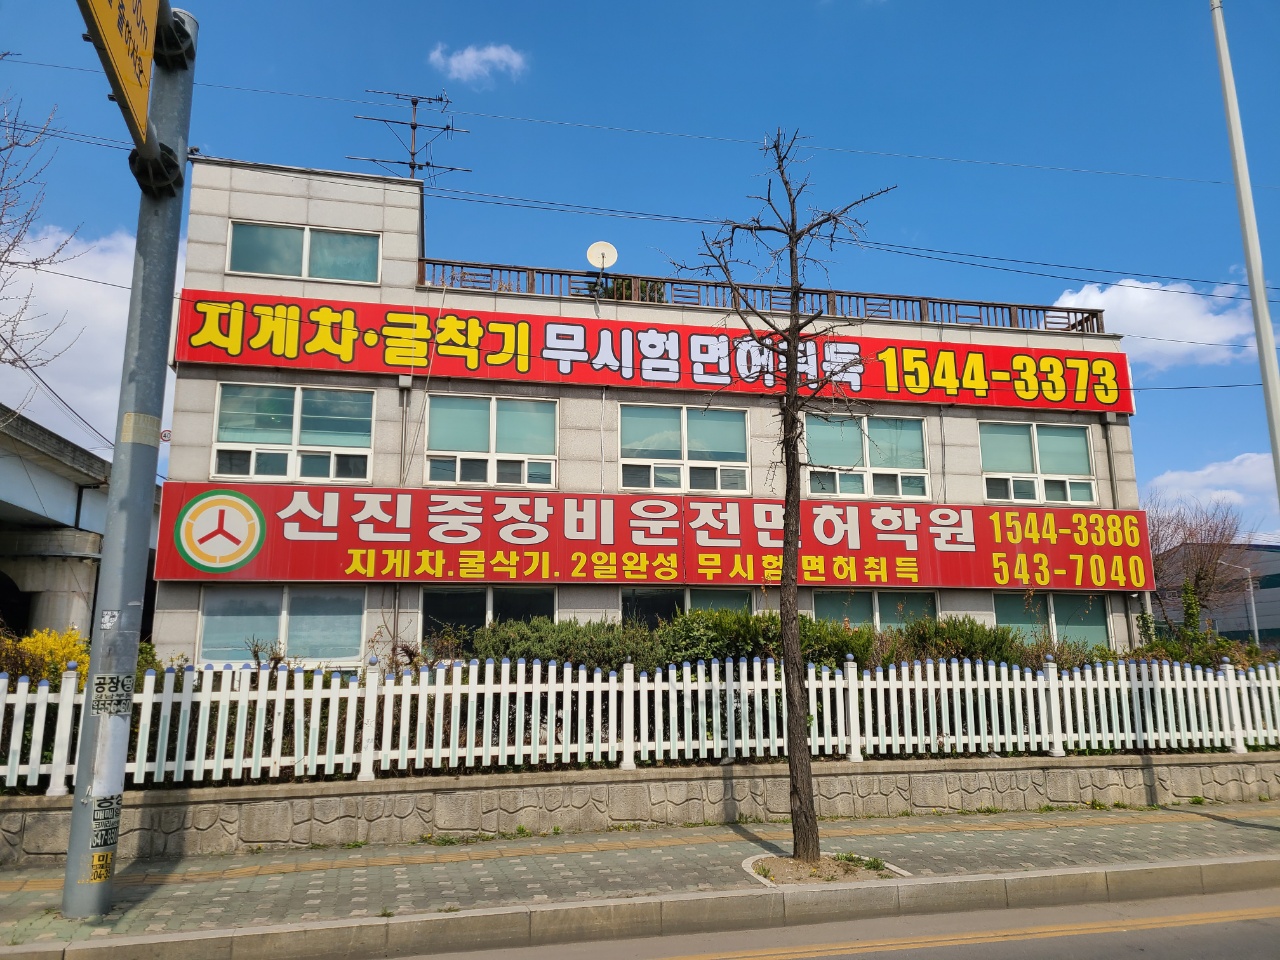 지게차·굴착기 무시험 면허취득 1544-3373
신진중장비운전면허학원 1544-3386
지게차.굴삭기. 2일완성 무시험 면허취득 543-7040
공장